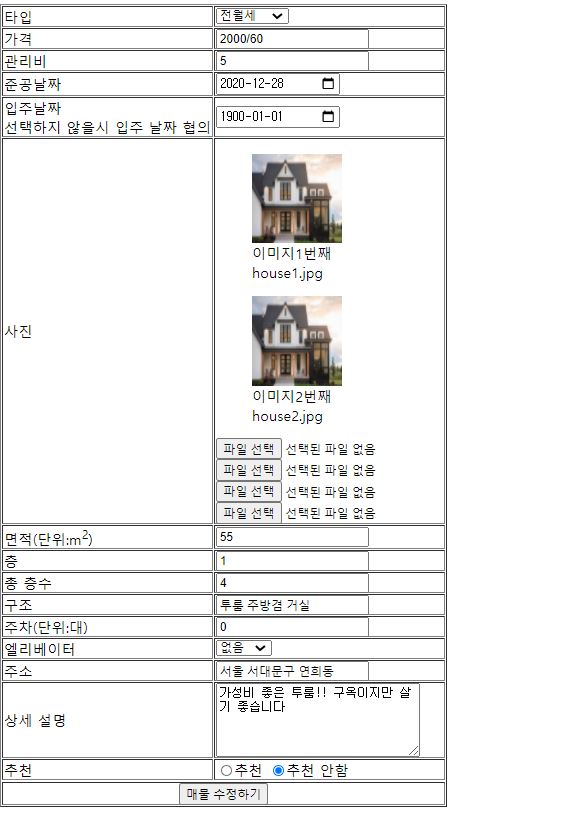 타입 전월세
가격 2000/60
관리비 5
준공날짜 2020-12-28
입주날짜
선택하지 않을시 입주 날짜 협의 1900-01-01
사진
이미지1번째
house1.jpg
이미지2번째
house2.jpg
파일 선택 선택된 파일 없음
파일 선택 선택된 파일 없음
파일 선택 선택된 파일 없음
파일 선택 선택된 파일 없음
면적(단위:m²) 55
층 1
총 층수 4
구조 투룸 주방겸 거실
주차(단위:대) 0
엘리베이터 없음
주소 서울 서대문구 연희동
상세 설명
가성비 좋은 투룸!! 구옥이지만 살
기 좋습니다
추천 추천 추천 안함
매물 수정하기